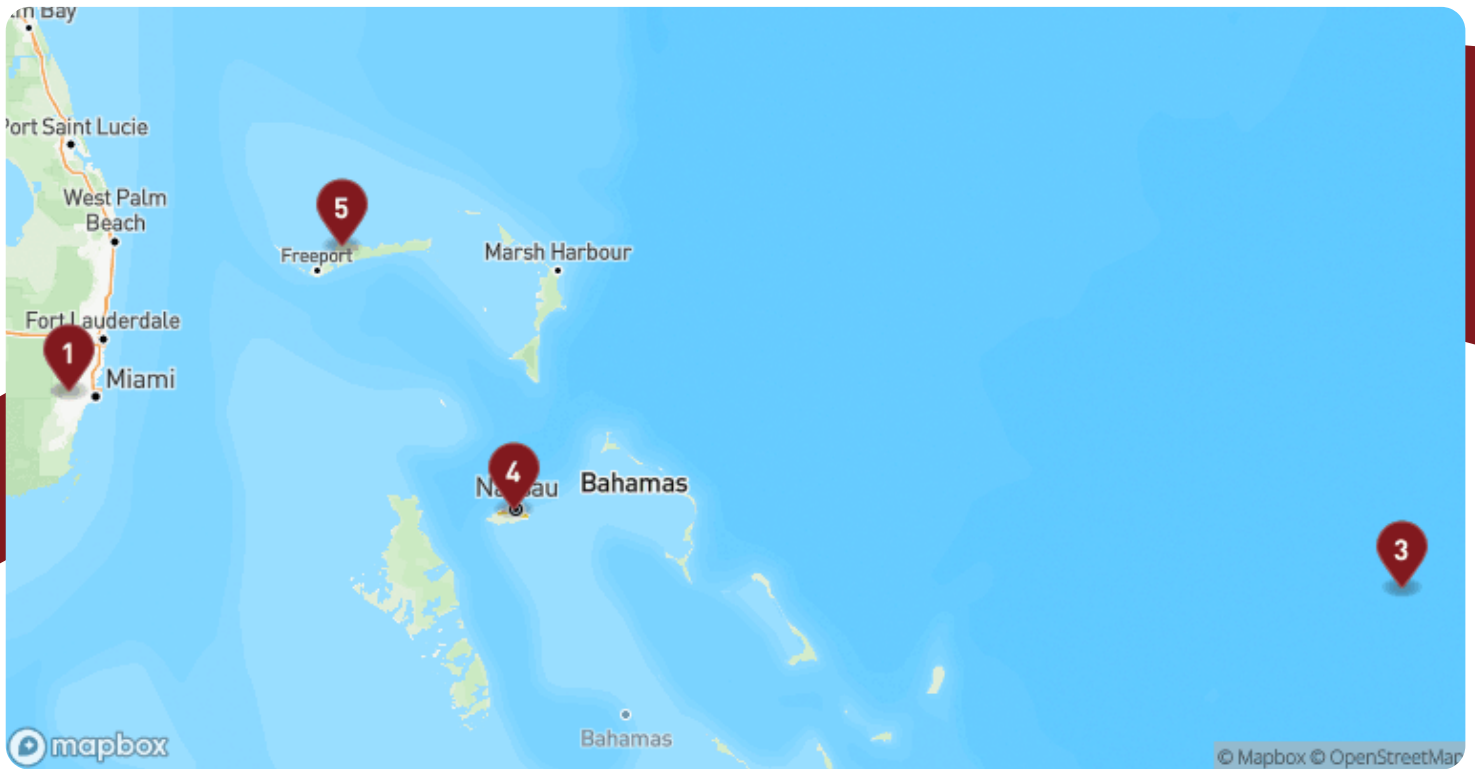 Bay
Port Saint Lucie
West Palm
Beach
5
Freeport
Marsh Harbour
Fort Lauderdale
1
Miami
4
Bahamas
3
Bahamas
mapbox
© Mapbox © OpenStreetMap